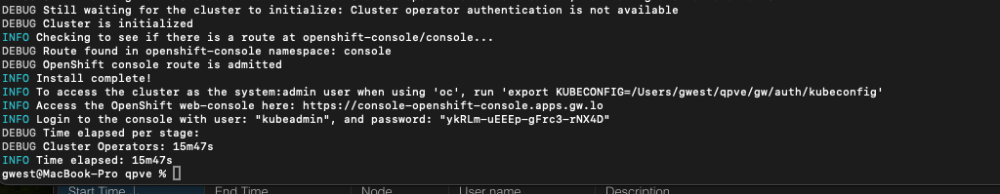 DEBUG Still waiting for the cluster to initialize: Cluster operator authentication is not available
DEBUG Cluster is initialized
INFO Checking to see if there is a route at openshift-console/console...
DEBUG Route found in openshift-console namespace: console
DEBUG OpenShift console route is admitted
INFO Install complete!
INFO To access the cluster as the system:admin user when using 'oc', run 'export KUBECONFIG=/Users/gwest/qpve/gw/auth/kubeconfig'
INFO Access the OpenShift web-console here: https://console-openshift-console.apps.gw.lo
INFO Login to the console with user: "kubeadmin", and password: "ykRLm-uEEEp-gFrc3-rNX4D"
DEBUG Time elapsed per stage:
DEBUG Cluster Operators: 15m47s
INFO Time elapsed: 15m47s
gwest@MacBook-Pro qpve %
Start Time End Time Node User name Description